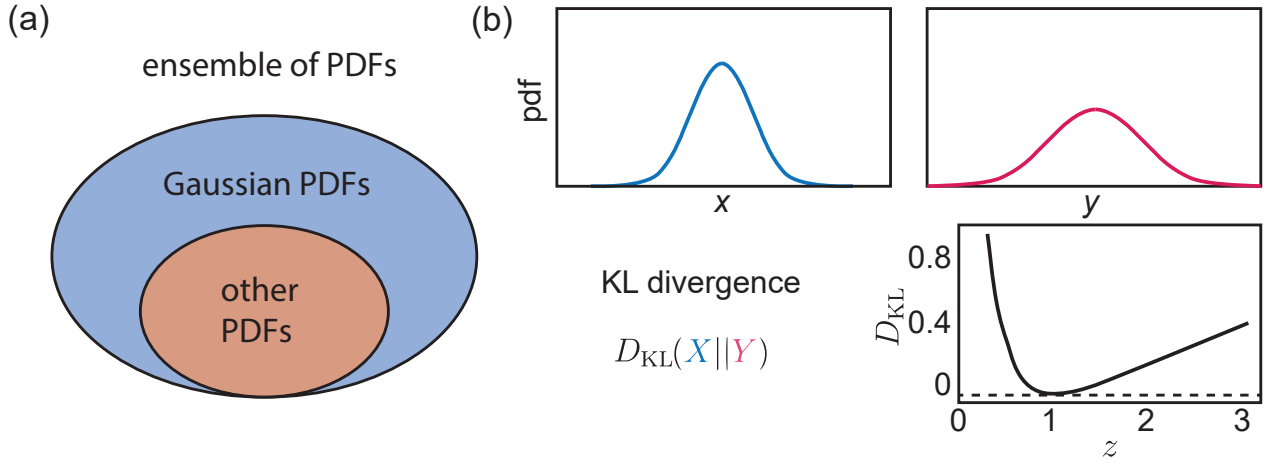 (a)
ensemble of PDFs
Gaussian PDFs
other
PDFs
(b)
pdf
x
y
KL divergence
D_KL(X||Y)
D_KL
0.8
0.4
0
0 1 2 3
z